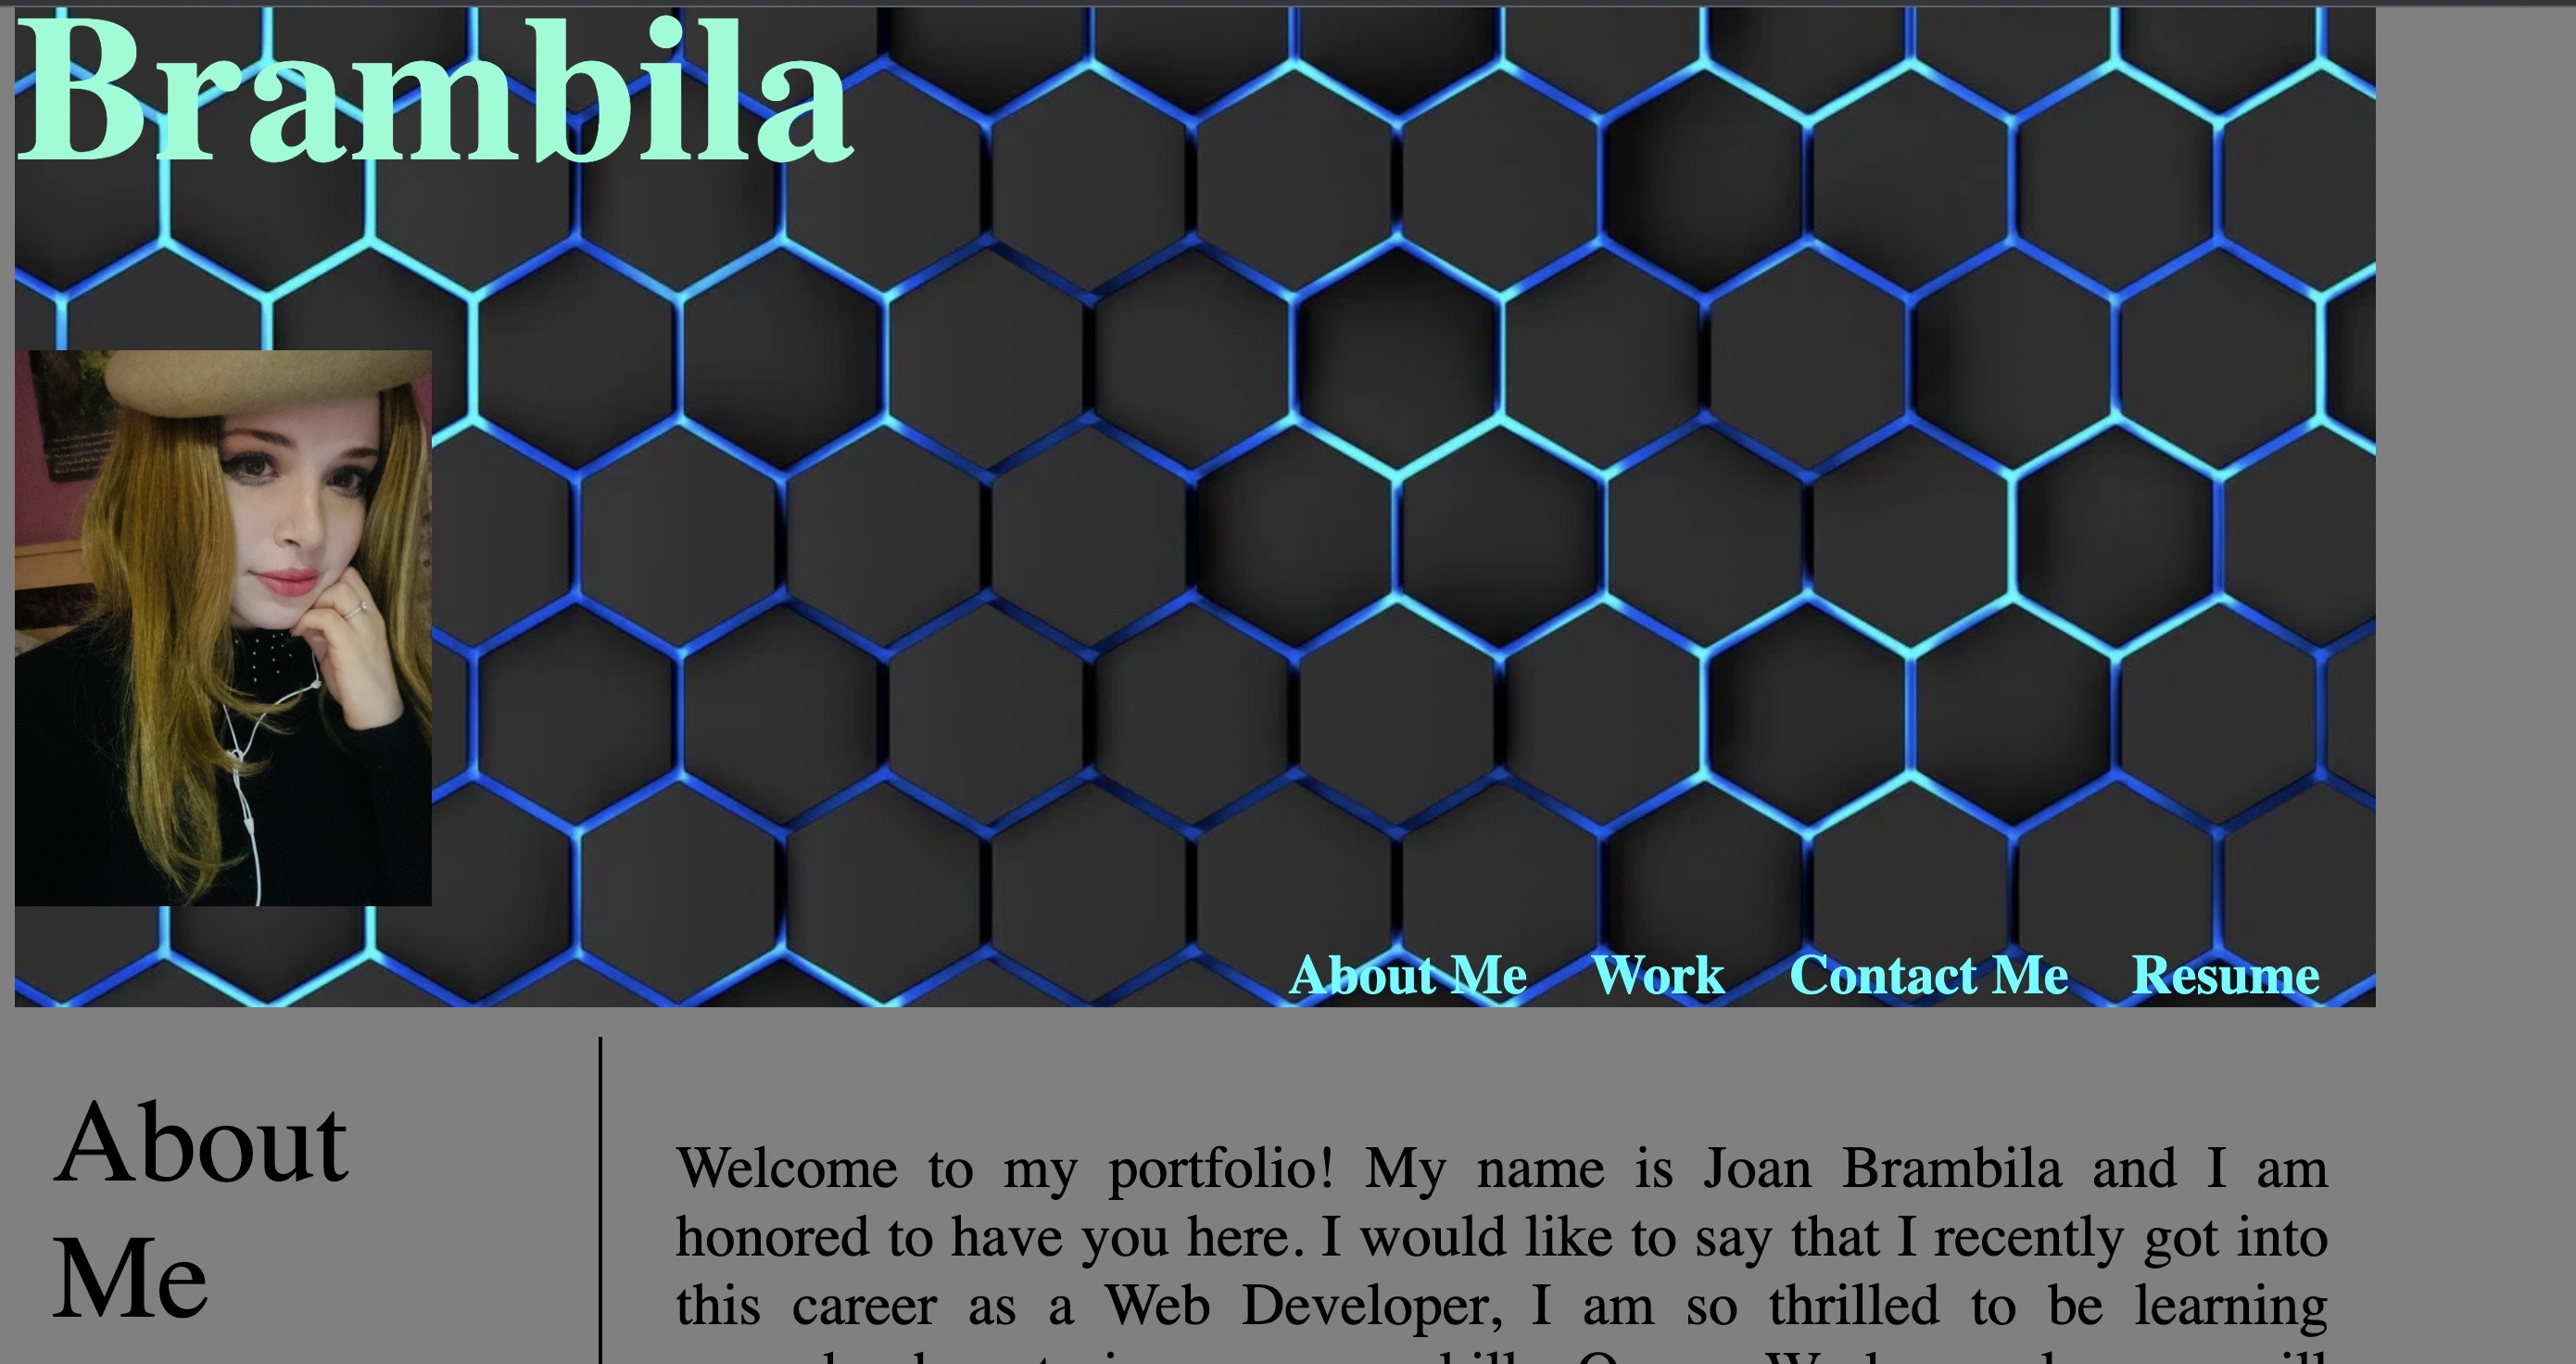 Brambila
About Me Work Contact Me Resume
About
Me
Welcome to my portfolio! My name is Joan Brambila and I am
honored to have you here. I would like to say that I recently got into
this career as a Web Developer, I am so thrilled to be learning